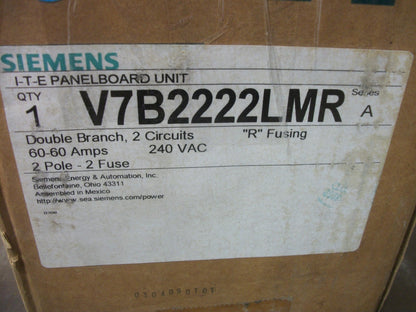 SIEMENS
I-T-E PANELBOARD UNIT
QTY
1 V7B2222LMR Series A
Double Branch, 2 Circuits "R" Fusing
60-60 Amps 240 VAC
2 Pole - 2 Fuse
Siemens Energy & Automation, Inc.
Bellefontaine, Ohio 43311
Assembled in Mexico
http://www.sea.siemens.com/power